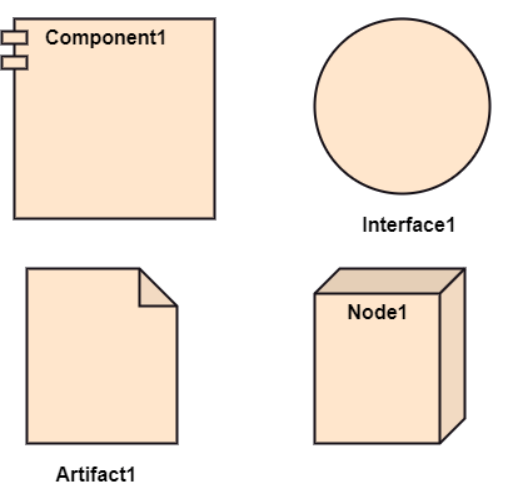 Component1
Interface1
Node1
Artifact1